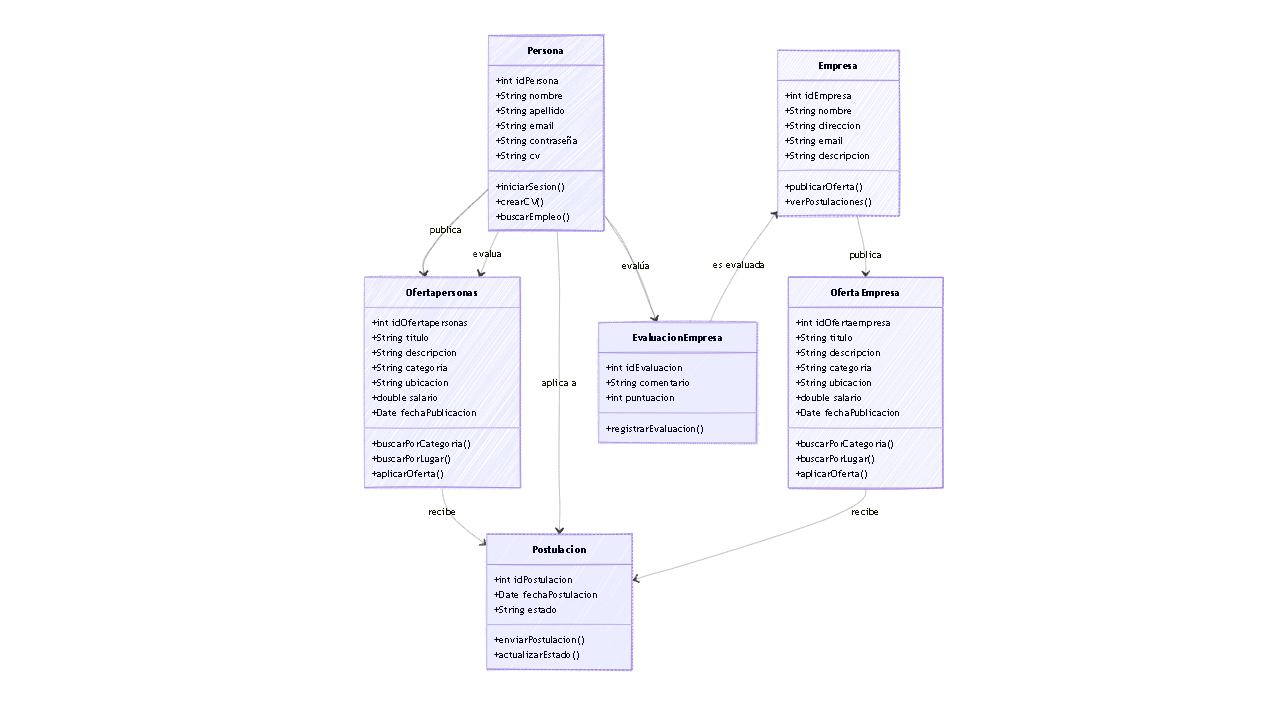 Persona
+int idPersona
+String nombre
+String apellido
+String email
+String contraseña
+String cv
+iniciarSesion()
+crearCV()
+buscarEmpleo()
Empresa
+int idEmpresa
+String nombre
+String direccion
+String email
+String descripcion
+publicarOferta()
+verPostulaciones()
publica
evalua
evalúa
es evaluada
publica
Ofertapersonas
+int idOfertapersonas
+String titulo
+String descripcion
+String categoria
+String ubicacion
+double salario
+Date fechaPublicacion
+buscarPorCategoria()
+buscarPorLugar()
+aplicarOferta()
aplica a
EvaluacionEmpresa
+int idEvaluacion
+String comentario
+int puntuacion
+registrarEvaluacion()
Oferta Empresa
+int idOfertaempresa
+String titulo
+String descripcion
+String categoria
+String ubicacion
+double salario
+Date fechaPublicacion
+buscarPorCategoria()
+buscarPorLugar()
+aplicarOferta()
recibe
recibe
Postulacion
+int idPostulacion
+Date fechaPostulacion
+String estado
+enviarPostulacion()
+actualizarEstado()